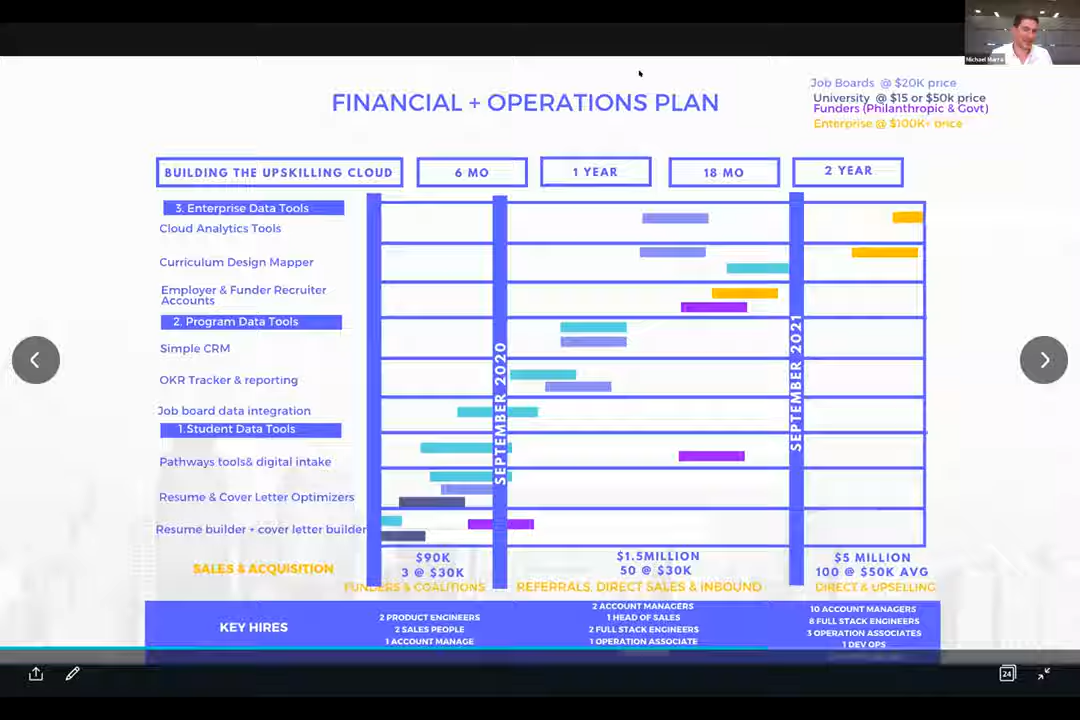 Michael Marra
Job Boards @ $20K price
University @ $15 or $50k price
Funders (Philanthropic & Govt)
Enterprise @ $100K+ price
FINANCIAL + OPERATIONS PLAN
BUILDING THE UPSKILLING CLOUD
6 MO
1 YEAR
18 MO
2 YEAR
3. Enterprise Data Tools
Cloud Analytics Tools
Curriculum Design Mapper
Employer & Funder Recruiter
Accounts
2. Program Data Tools
Simple CRM
OKR Tracker & reporting
Job board data integration
1.Student Data Tools
Pathways tools& digital intake
Resume & Cover Letter Optimizers
Resume builder + cover letter builder
SEPTEMBER 2020
SEPTEMBER 2021
SALES & ACQUISITION
$90K
3 @ $30K
FUNDERS & COALITIONS
$1.5MILLION
50 @ $30K
REFERRALS, DIRECT SALES & INBOUND
$5 MILLION
100 @ $50K AVG
DIRECT & UPSELLING
KEY HIRES
2 PRODUCT ENGINEERS
2 SALES PEOPLE
1 ACCOUNT MANAGE
2 ACCOUNT MANAGERS
1 HEAD OF SALES
2 FULL STACK ENGINEERS
1 OPERATION ASSOCIATE
10 ACCOUNT MANAGERS
8 FULL STACK ENGINEERS
3 OPERATION ASSOCIATES
1 DEV OPS
24